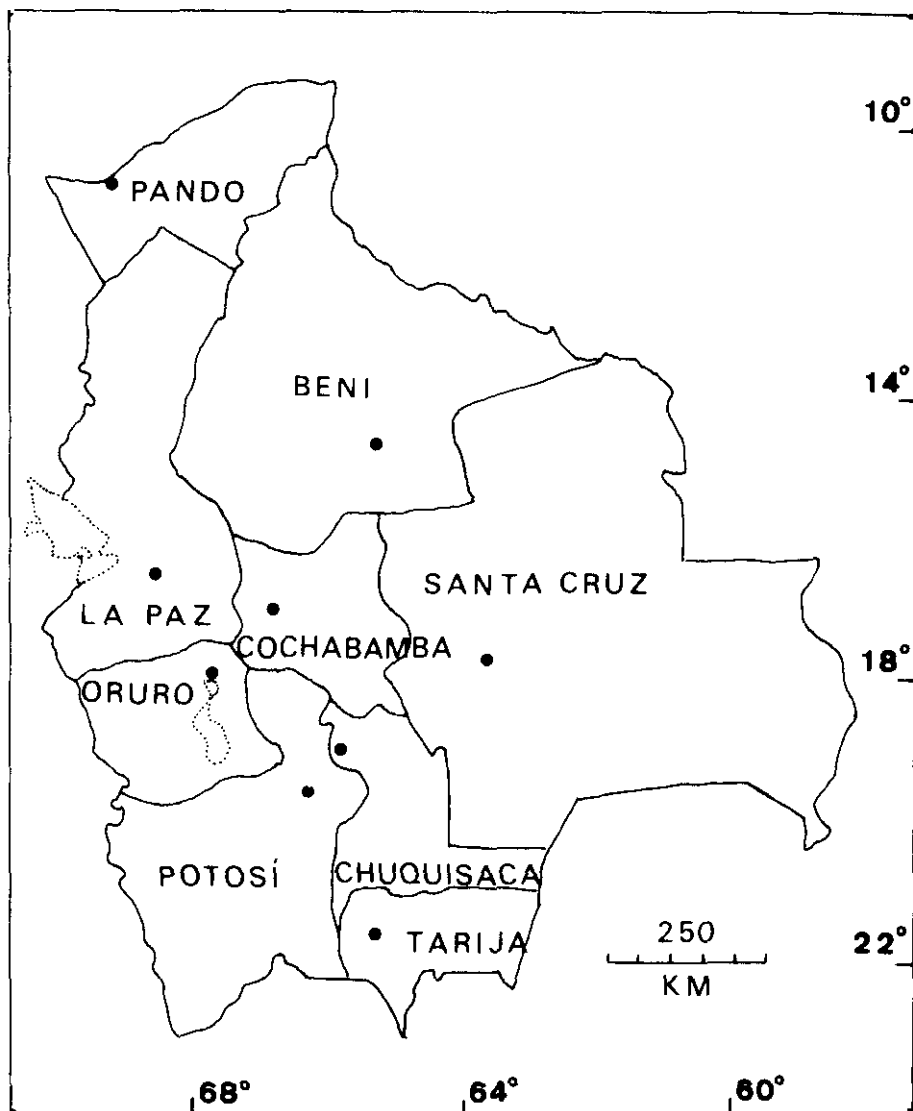 10°
PANDO
BENI
14°
SANTA CRUZ
LA PAZ
COCHABAMBA
ORURO
18°
POTOSÍ
CHUQUISACA
TARIJA
250
KM
22°
68°
64°
60°